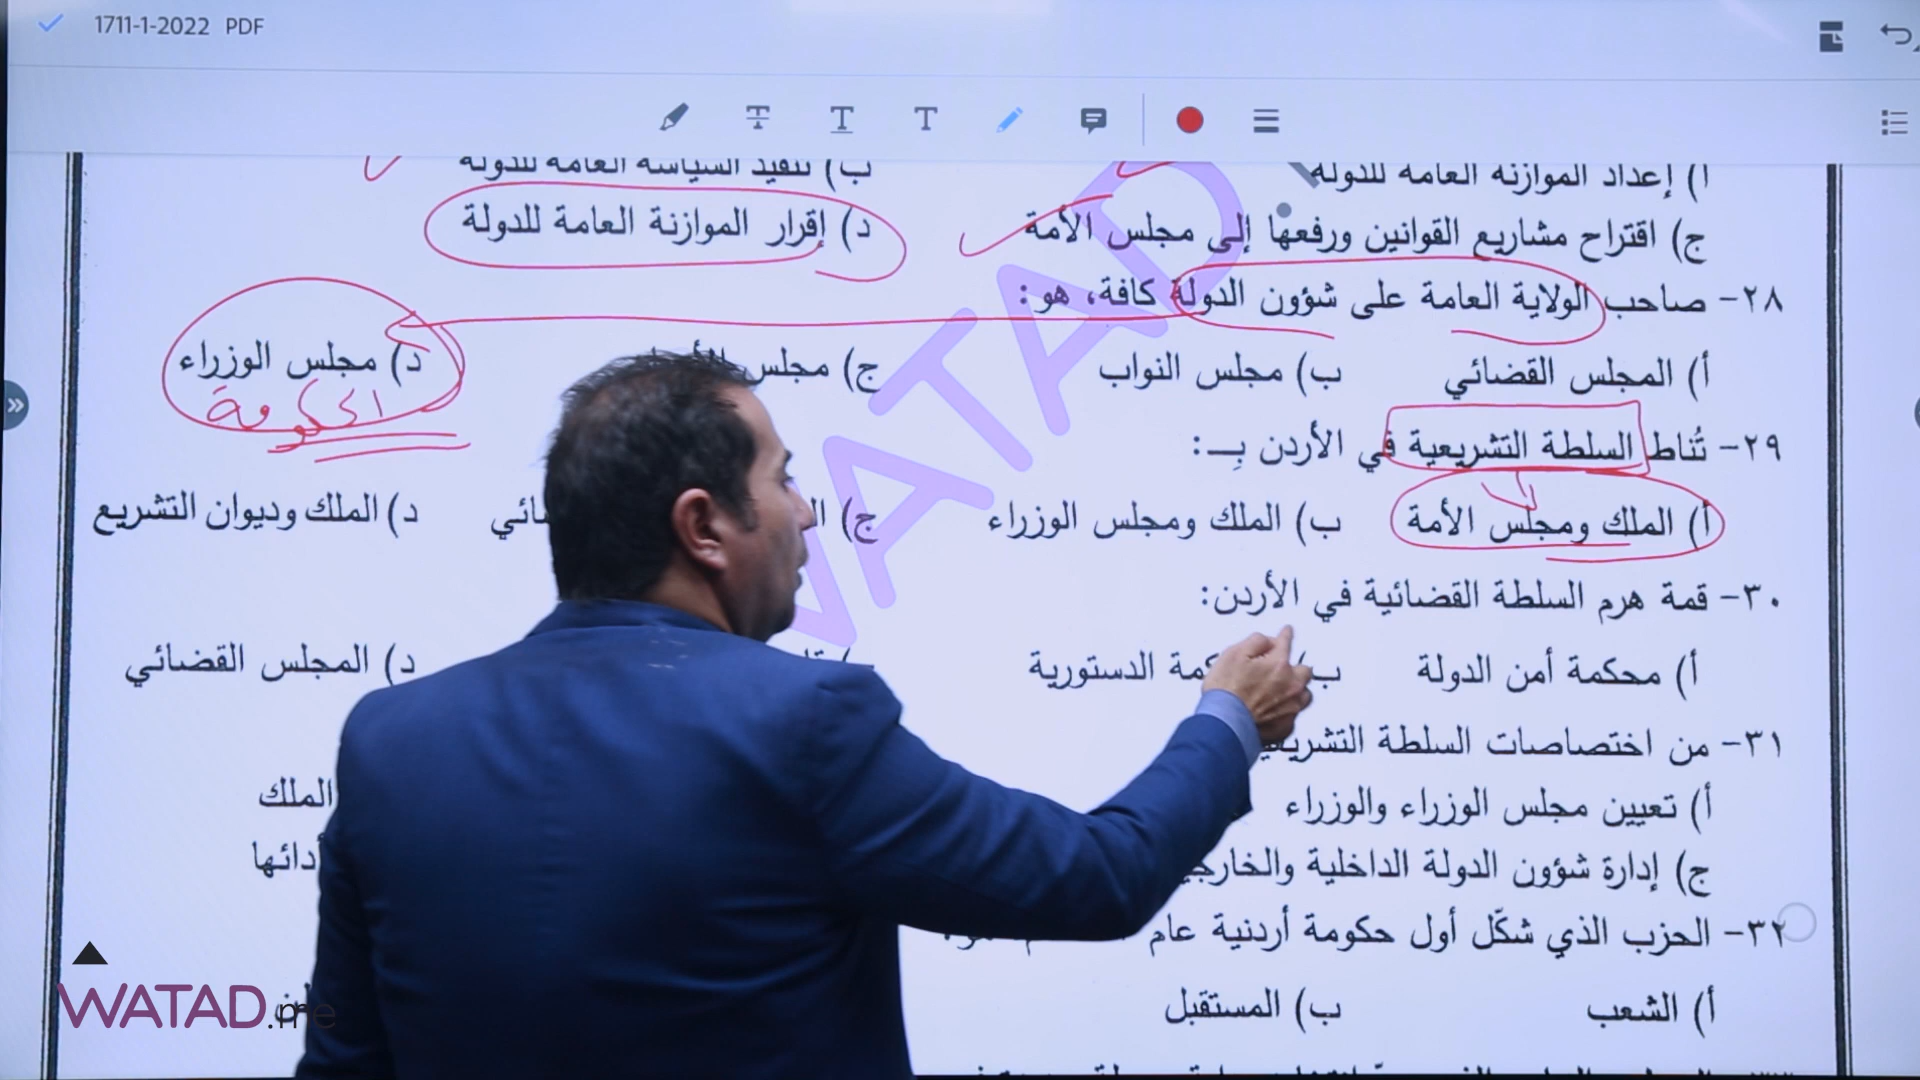 1711-1-2022 PDF
أ) إعداد الموازنة العامة للدولة ب) تنفيذ السياسة العامة للدولة
ج) اقتراح مشاريع القوانين ورفعها إلى مجلس الأمة د) إقرار الموازنة العامة للدولة
٢٨- صاحب الولاية العامة على شؤون الدولة كافة، هو:
أ) المجلس القضائي ب) مجلس النواب ج) مجلس د) مجلس الوزراء
الحكومة
٢٩- تُناط السلطة التشريعية في الأردن بِـــ:
أ) الملك ومجلس الأمة ب) الملك ومجلس الوزراء ج) د) الملك وديوان التشريع
٣٠- قمة هرم السلطة القضائية في الأردن:
أ) محكمة أمن الدولة ب) الدستورية د) المجلس القضائي
٣١- من اختصاصات السلطة
أ) تعيين مجلس الوزراء والوزراء الملك
ج) إدارة شؤون الدولة الداخلية أدائها
٣٢- الحزب الذي شكّل أول حكومة أردنية عام
أ) الشعب ب) المستقبل
WATAD
WATAD.me